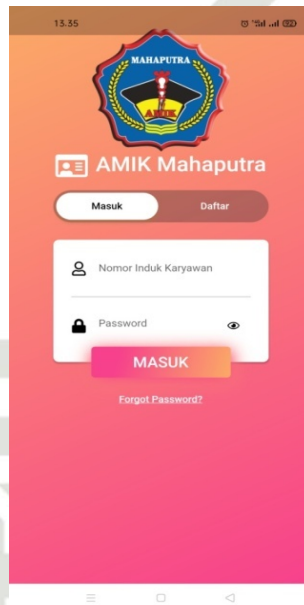 13.35
MAHAPUTRA
AMIK
AMIK Mahaputra
Masuk
Daftar
Nomor Induk Karyawan
Password
MASUK
Forgot Password?